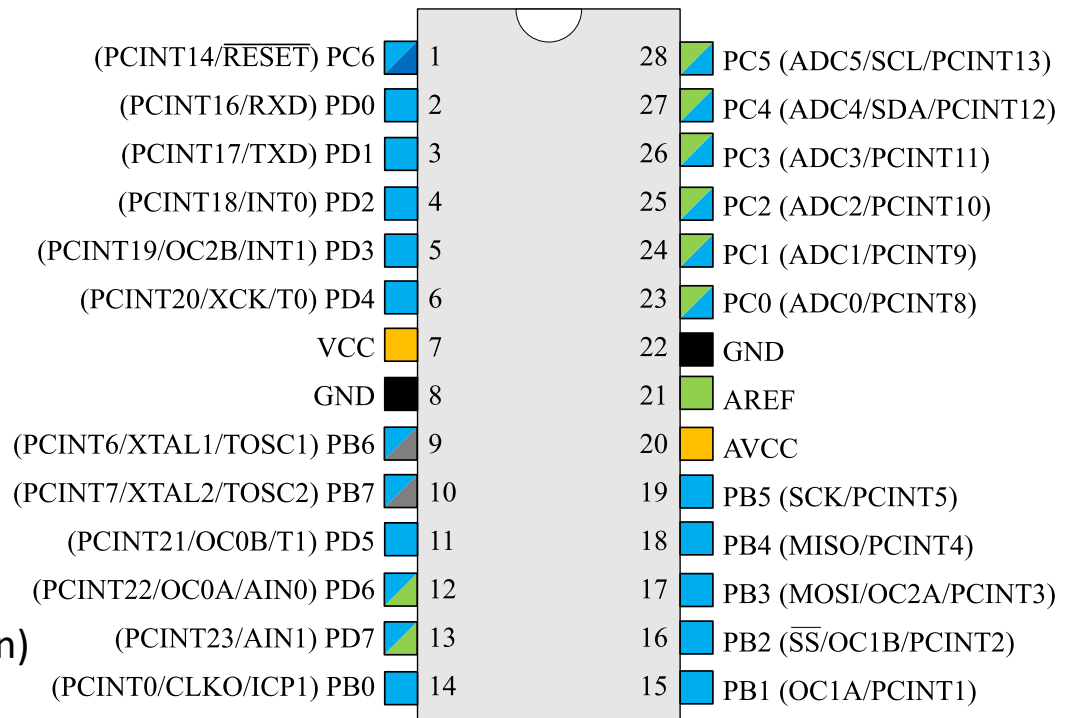 (PCINT14/RESET) PC6 1 28 PC5 (ADC5/SCL/PCINT13)
(PCINT16/RXD) PD0 2 27 PC4 (ADC4/SDA/PCINT12)
(PCINT17/TXD) PD1 3 26 PC3 (ADC3/PCINT11)
(PCINT18/INT0) PD2 4 25 PC2 (ADC2/PCINT10)
(PCINT19/OC2B/INT1) PD3 5 24 PC1 (ADC1/PCINT9)
(PCINT20/XCK/T0) PD4 6 23 PC0 (ADC0/PCINT8)
VCC 7 22 GND
GND 8 21 AREF
(PCINT6/XTAL1/TOSC1) PB6 9 20 AVCC
(PCINT7/XTAL2/TOSC2) PB7 10 19 PB5 (SCK/PCINT5)
(PCINT21/OC0B/T1) PD5 11 18 PB4 (MISO/PCINT4)
(PCINT22/OC0A/AIN0) PD6 12 17 PB3 (MOSI/OC2A/PCINT3)
n) (PCINT23/AIN1) PD7 13 16 PB2 (SS/OC1B/PCINT2)
(PCINT0/CLKO/ICP1) PB0 14 15 PB1 (OC1A/PCINT1)